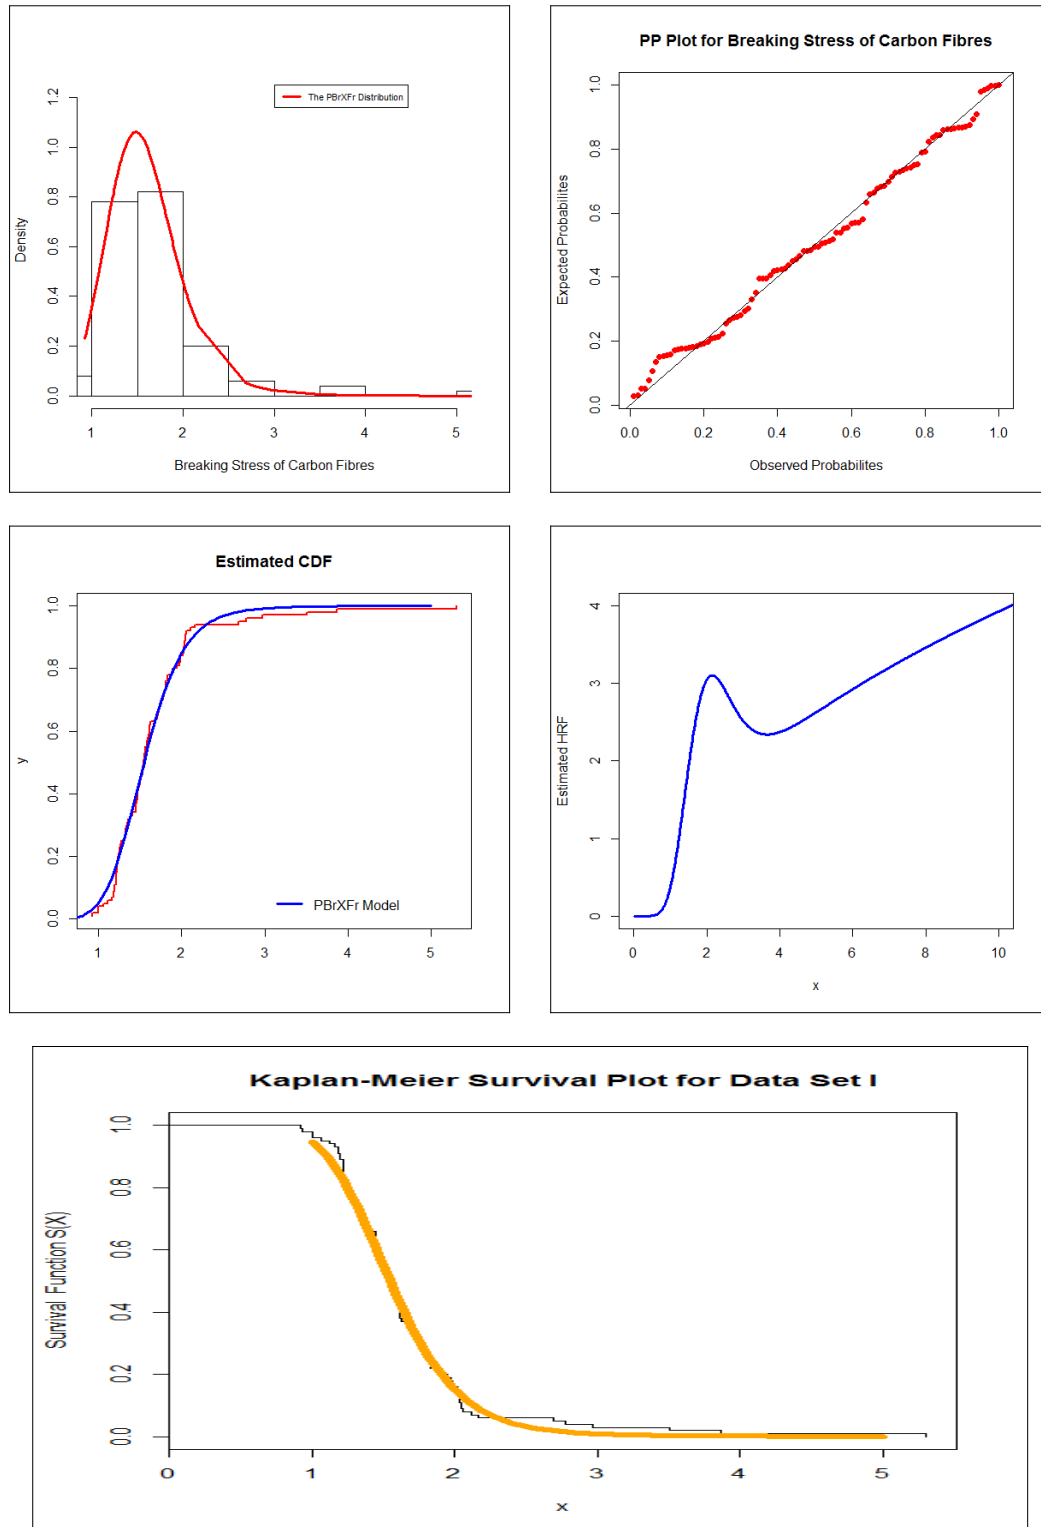 The PBrXFr Distribution
Density
0.0 0.2 0.4 0.6 0.8 1.0 1.2
1 2 3 4 5
Breaking Stress of Carbon Fibres
PP Plot for Breaking Stress of Carbon Fibres
Expected Probabilites
0.0 0.2 0.4 0.6 0.8 1.0
0.0 0.2 0.4 0.6 0.8 1.0
Observed Probabilites
Estimated CDF
y
0.0 0.2 0.4 0.6 0.8 1.0
PBrXFr Model
1 2 3 4 5
Estimated HRF
0 1 2 3 4
0 2 4 6 8 10
x
Kaplan-Meier Survival Plot for Data Set I
Survival Function S(X)
0.0 0.2 0.4 0.6 0.8 1.0
0 1 2 3 4 5
x